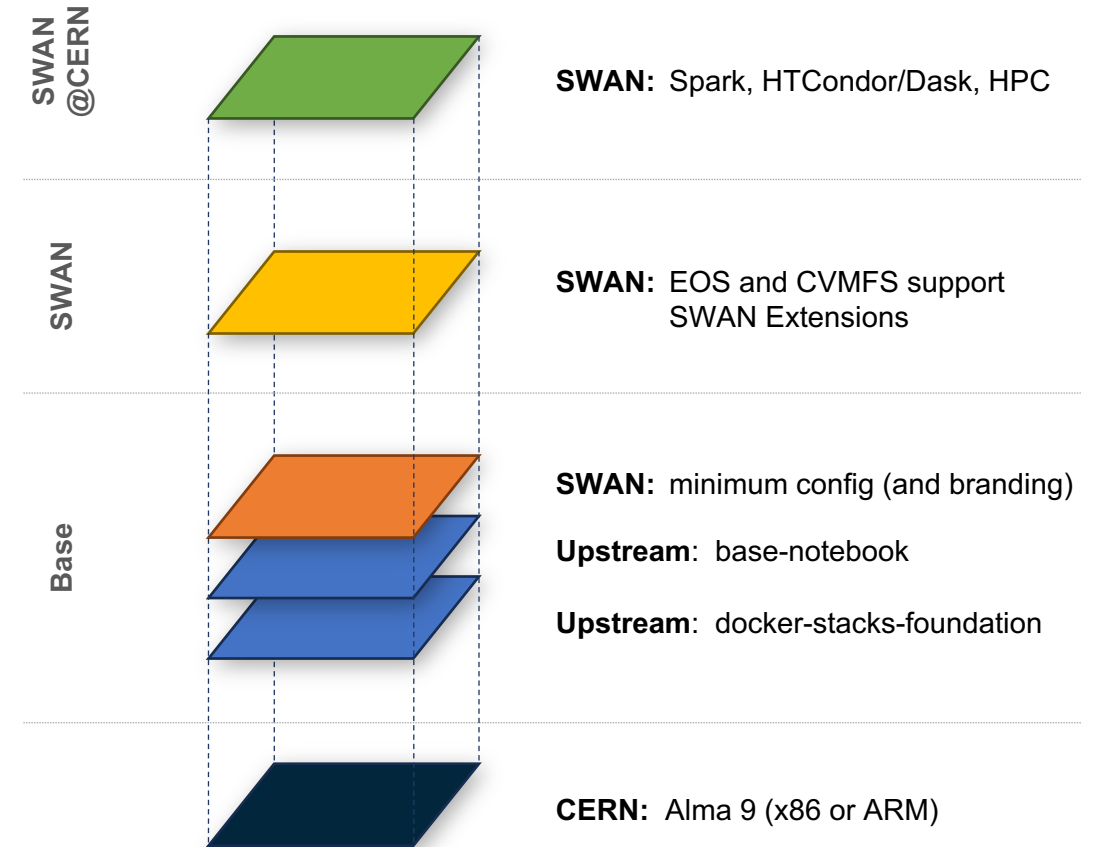 SWAN
@CERN
SWAN: Spark, HTCondor/Dask, HPC
SWAN
SWAN: EOS and CVMFS support
SWAN Extensions
Base
SWAN: minimum config (and branding)
Upstream: base-notebook
Upstream: docker-stacks-foundation
CERN: Alma 9 (x86 or ARM)